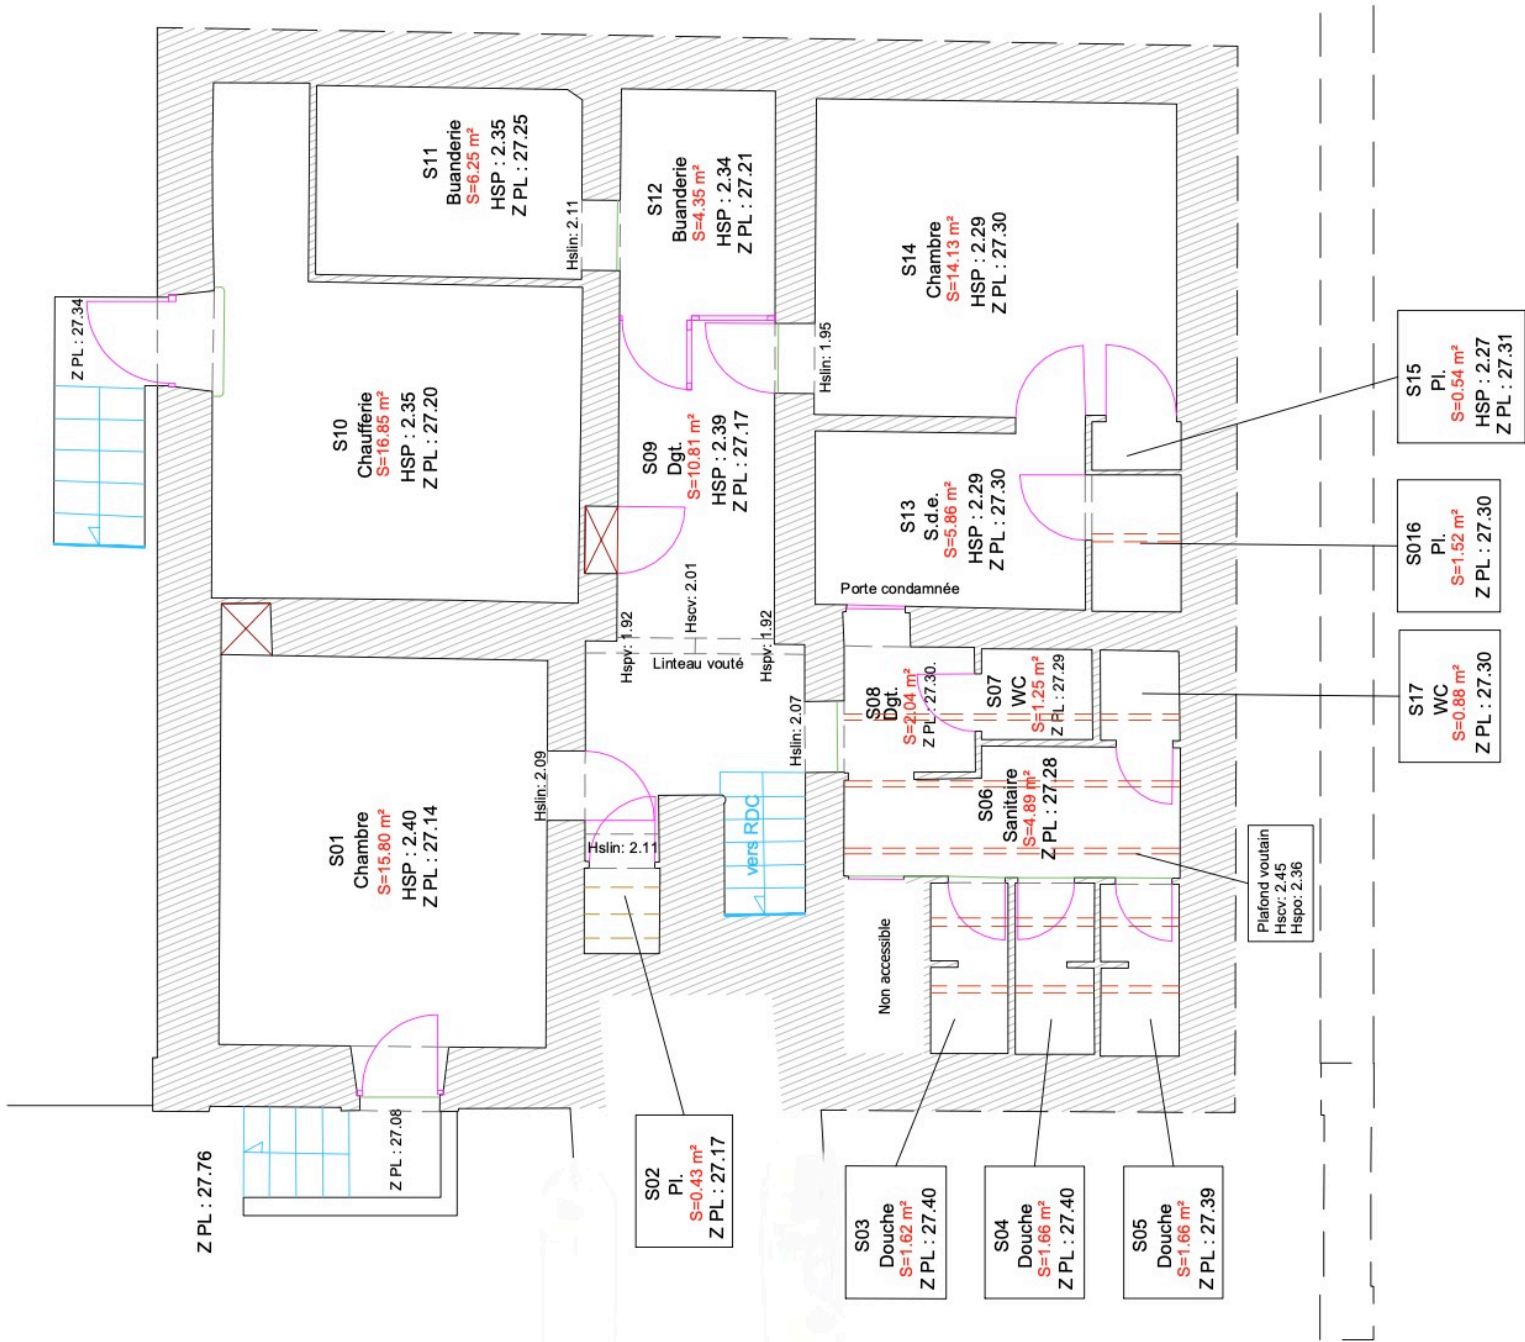 Z PL : 27.34
S11
Buanderie
S=6.25 m²
HSP : 2.35
Z PL : 27.25
Hslin: 2.11
S12
Buanderie
S=4.35 m²
HSP : 2.34
Z PL : 27.21
S10
Chaufferie
S=16.85 m²
HSP : 2.35
Z PL : 27.20
S09
Dgt.
S=10.81 m²
HSP : 2.39
Z PL : 27.17
Hslin: 1.95
S14
Chambre
S=14.13 m²
HSP : 2.29
Z PL : 27.30
S15
Pl.
S=0.54 m²
HSP : 2.27
Z PL : 27.31
S13
S.d.e.
S=5.86 m²
HSP : 2.29
Z PL : 27.30
S016
Pl.
S=1.52 m²
Z PL : 27.30
Porte condamnée
Hspv: 1.92
Hscv: 2.01
Linteau vouté
Hspv: 1.92
S17
WC
S=0.88 m²
Z PL : 27.30
S08
Dgt.
S=2.04 m²
Z PL : 27.30.
S07
WC
S=1.25 m²
Z PL : 27.29
Hslin: 2.07
Hslin: 2.09
S01
Chambre
S=15.80 m²
HSP : 2.40
Z PL : 27.14
Hslin: 2.11
vers RDC
S06
Sanitaire
S=4.89 m²
Z PL : 27.28
Plafond voutain
Hscv: 2.45
Hspo: 2.36
Non accessible
Z PL : 27.08
Z PL : 27.76
S02
Pl.
S=0.43 m²
Z PL : 27.17
S03
Douche
S=1.62 m²
Z PL : 27.40
S04
Douche
S=1.66 m²
Z PL : 27.40
S05
Douche
S=1.66 m²
Z PL : 27.39